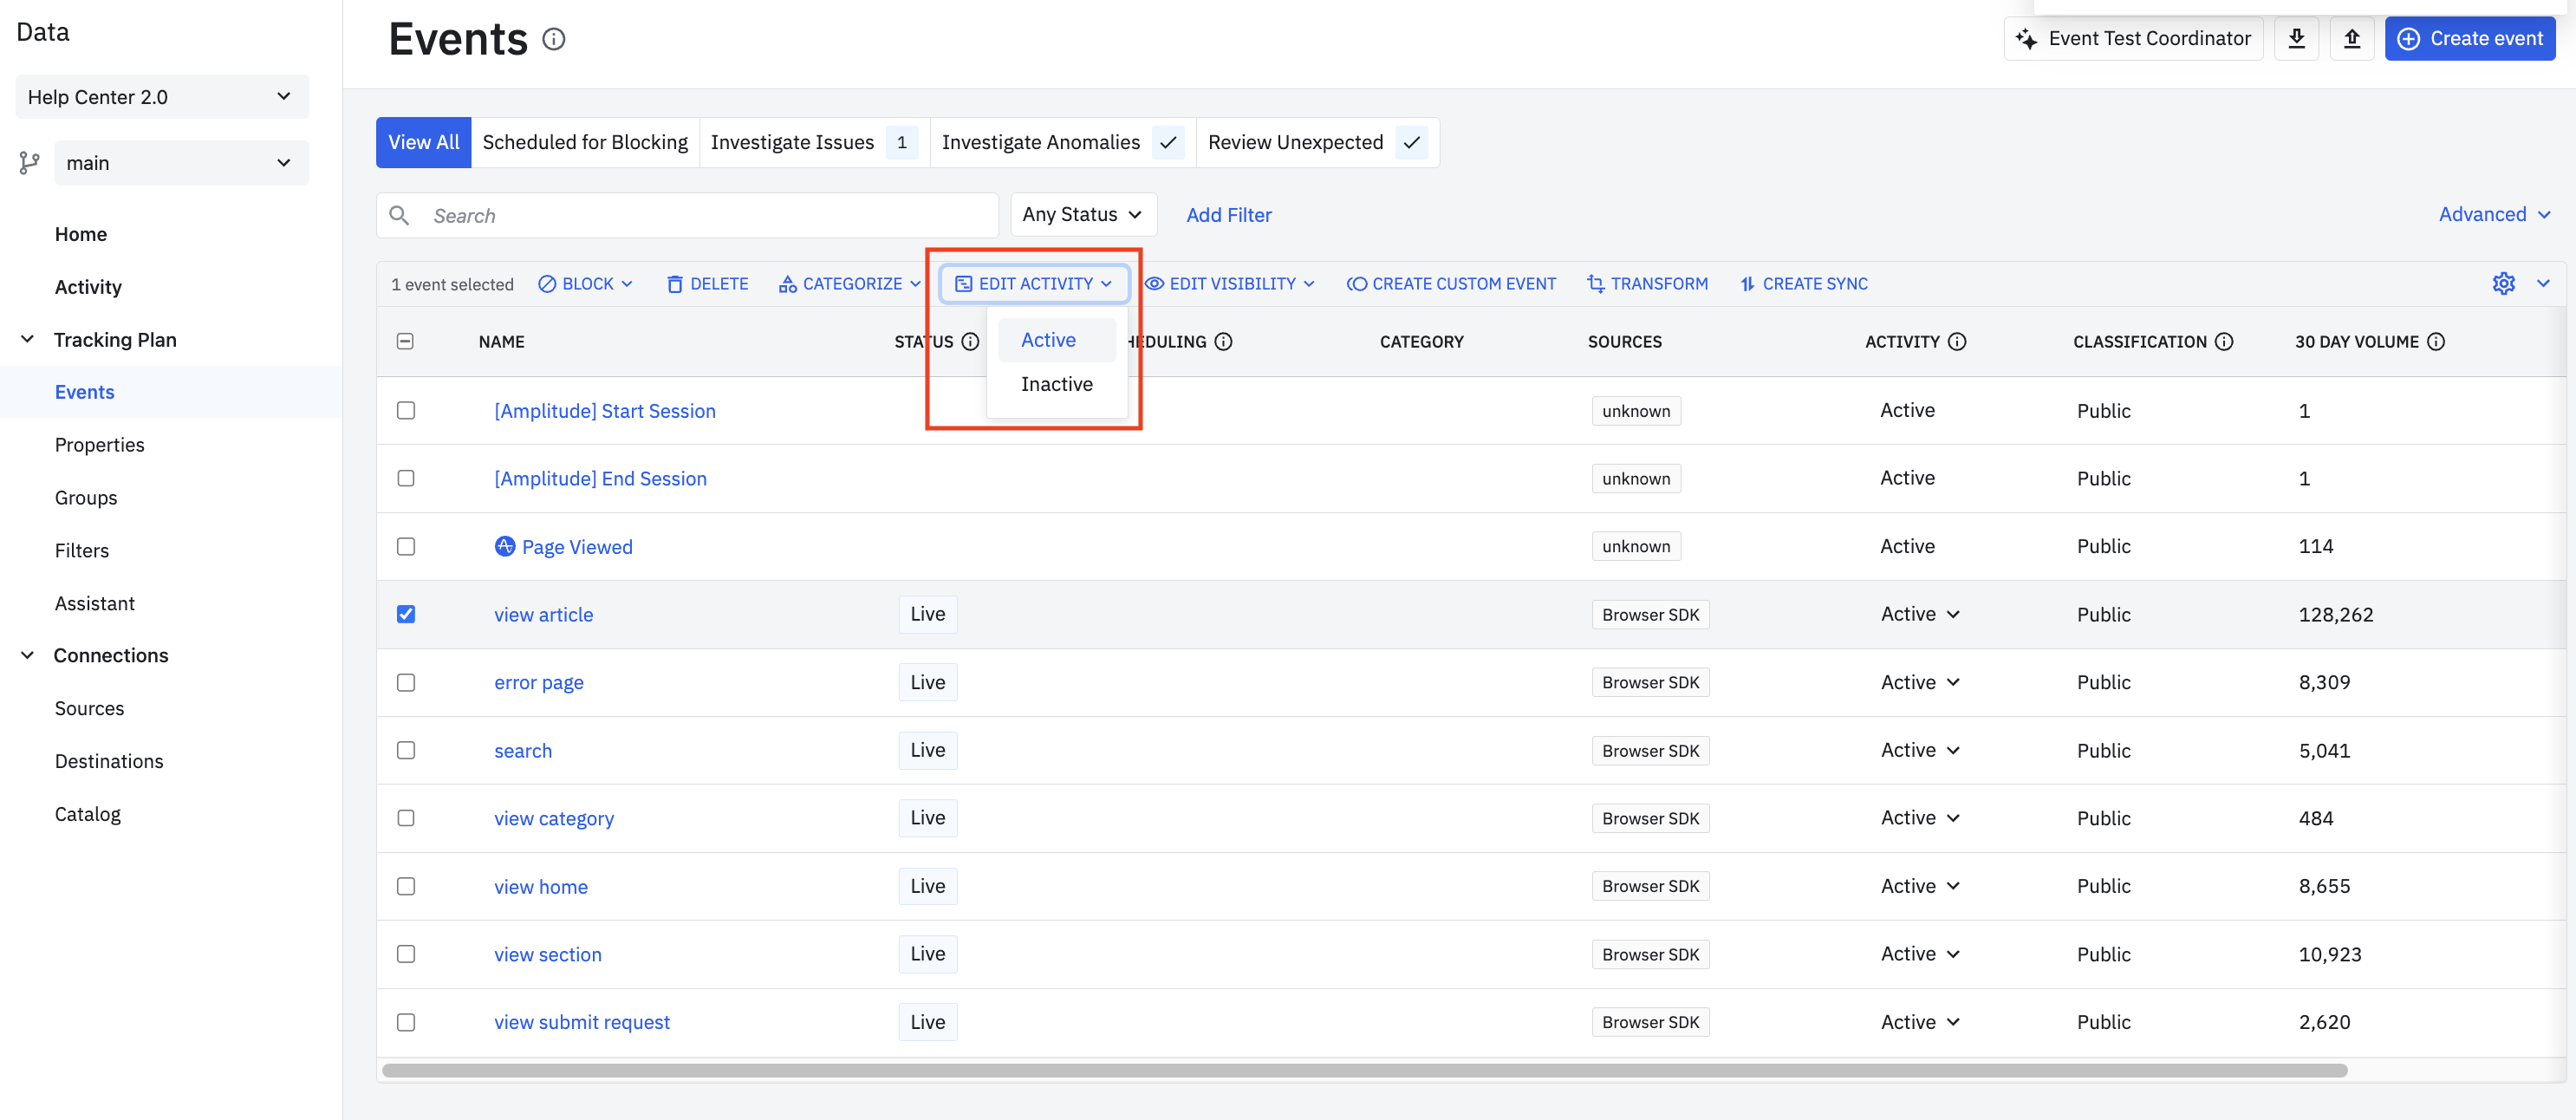 Data
Help Center 2.0
main
Home
Activity
Tracking Plan
Events
Properties
Groups
Filters
Assistant
Connections
Sources
Destinations
Catalog
Events
Event Test Coordinator
Create event
View All
Scheduled for Blocking
Investigate Issues 1
Investigate Anomalies
Review Unexpected
Search
Any Status
Add Filter
Advanced
1 event selected BLOCK DELETE CATEGORIZE EDIT ACTIVITY EDIT VISIBILITY CREATE CUSTOM EVENT TRANSFORM CREATE SYNC
Active
Inactive
NAME STATUS HEDULING CATEGORY SOURCES ACTIVITY CLASSIFICATION 30 DAY VOLUME
[Amplitude] Start Session unknown Active Public 1
[Amplitude] End Session unknown Active Public 1
Page Viewed unknown Active Public 114
view article Live Browser SDK Active Public 128,262
error page Live Browser SDK Active Public 8,309
search Live Browser SDK Active Public 5,041
view category Live Browser SDK Active Public 484
view home Live Browser SDK Active Public 8,655
view section Live Browser SDK Active Public 10,923
view submit request Live Browser SDK Active Public 2,620